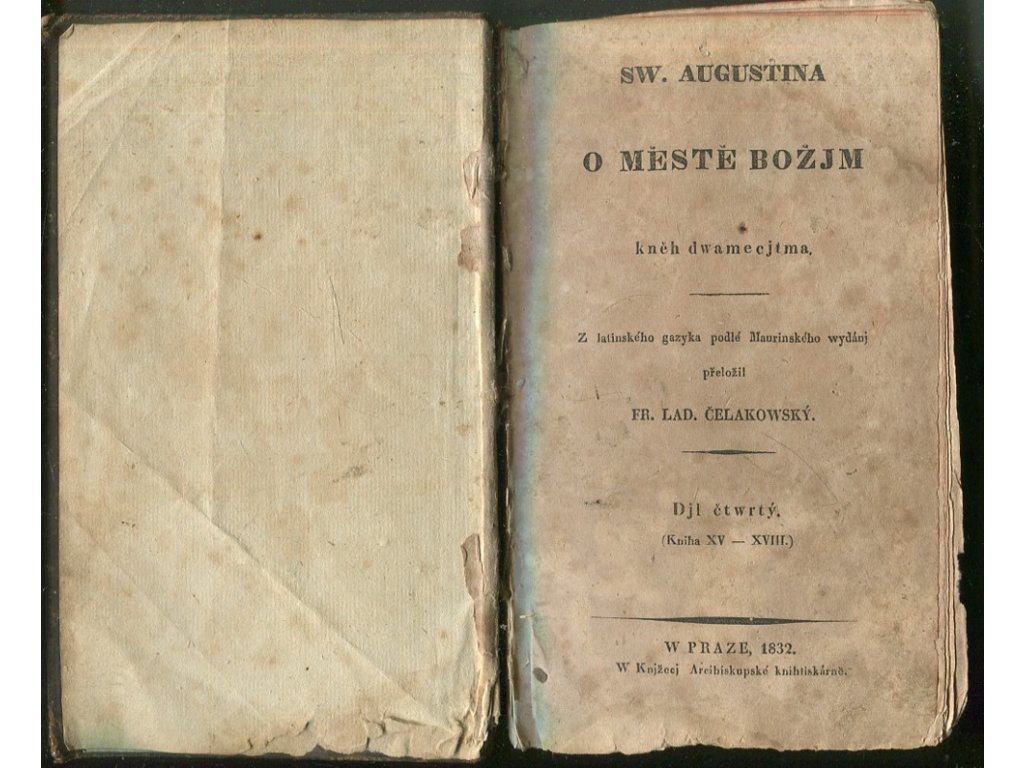 SW. AUGUSTINA
O MĚSTĚ BOŽJM
kněh dwamecjtma.
Z latinského gazyka podlé Maurinského wydánj
přeložil
FR. LAD. ČELAKOWSKÝ.
Djl čtwrtý.
(Kniha XV — XVIII.)
W PRAZE, 1832.
W Knjžecj Arcibiskupské knihtiskárně.